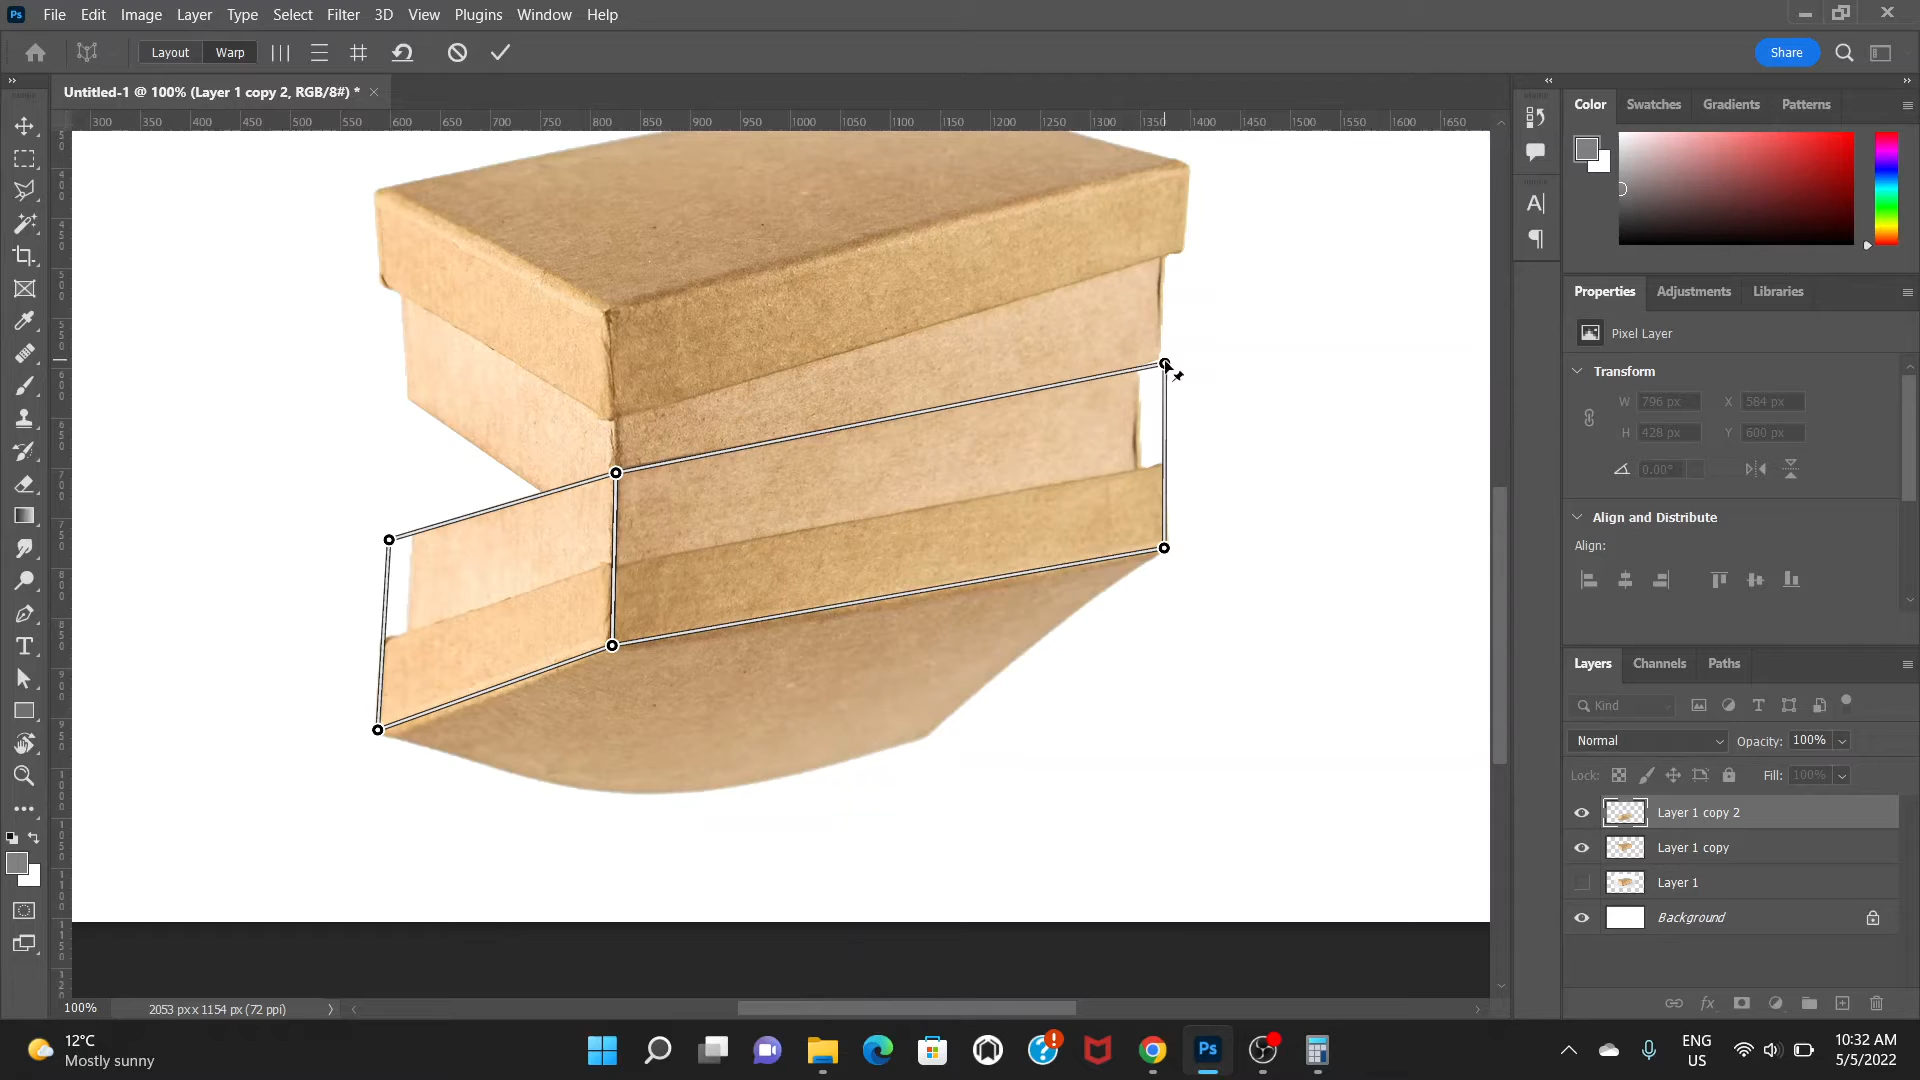 Ps File Edit Image Layer Type Select Filter 3D View Plugins Window Help
Layout Warp Share
Untitled-1 @ 100% (Layer 1 copy 2, RGB/8#) *
300 350 400 450 500 550 600 650 700 750 800 850 900 950 1000 1050 1100 1150 1200 1250 1300 1350 1400 1450 1500 1550 1600 1650
Color Swatches Gradients Patterns
Properties Adjustments Libraries
Pixel Layer
Transform
W 796 px X 584 px
H 428 px Y 600 px
0.00°
Align and Distribute
Align:
Layers Channels Paths
Kind
Normal Opacity: 100%
Lock: Fill: 100%
Layer 1 copy 2
Layer 1 copy
Layer 1
Background
100% 2053 px x 1154 px (72 ppi)
12°C
Mostly sunny
Ps
ENG
US
10:32 AM
5/5/2022